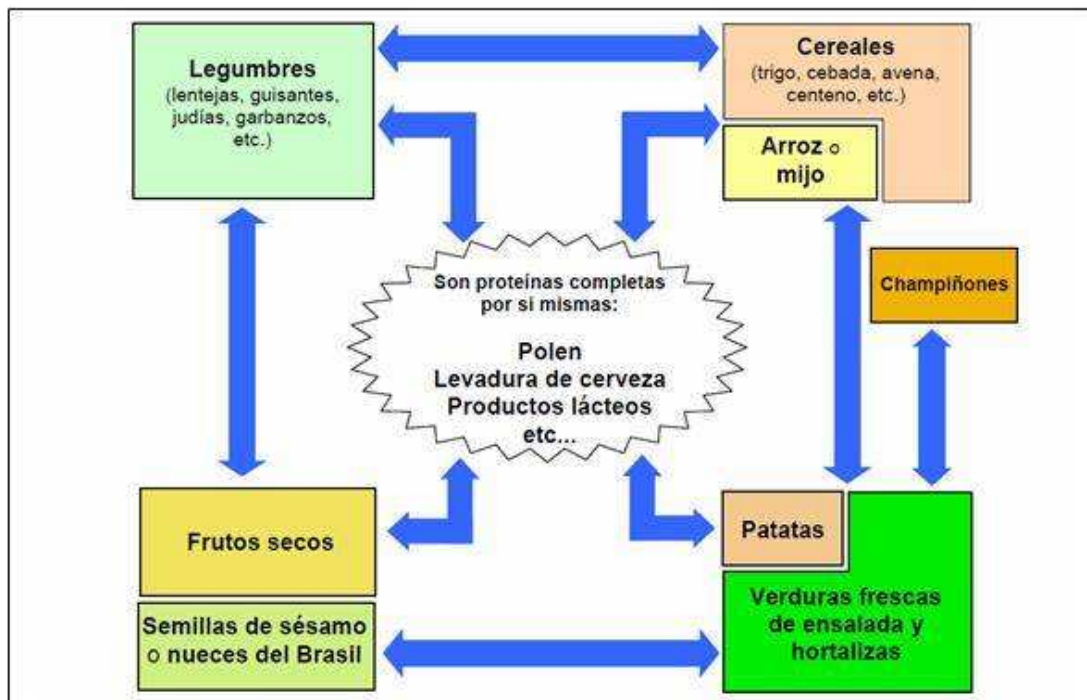 Legumbres
(lentejas, guisantes,
judías, garbanzos,
etc.)
Cereales
(trigo, cebada, avena,
centeno, etc.)
Arroz o
mijo
Champiñones
Son proteínas completas
por si mismas:
Polen
Levadura de cerveza
Productos lácteos
etc...
Frutos secos
Semillas de sésamo
o nueces del Brasil
Patatas
Verduras frescas
de ensalada y
hortalizas